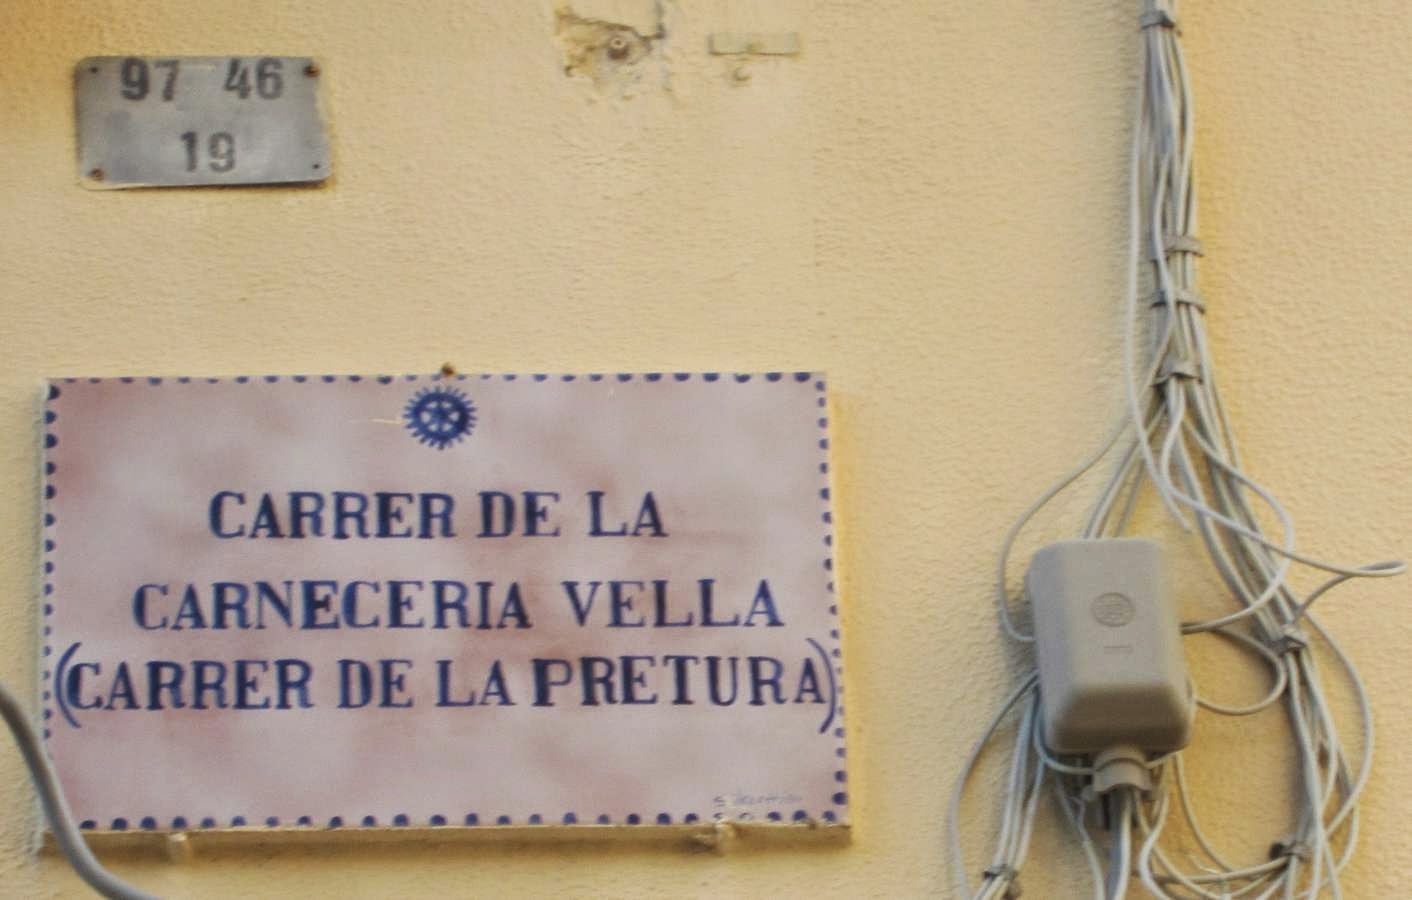 97 46
19
CARRER DE LA
CARNECERIA VELLA
(CARRER DE LA PRETURA)